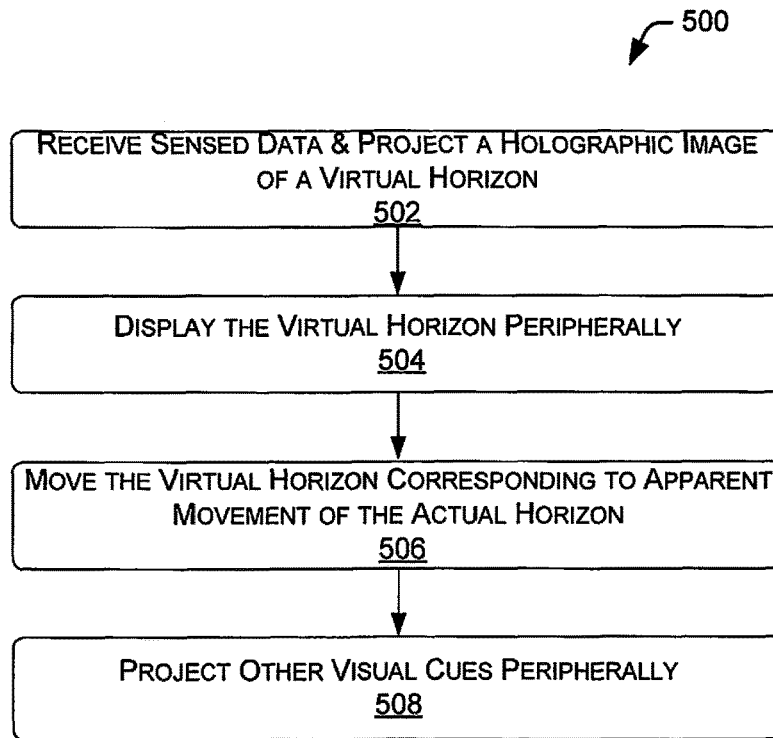 500
RECEIVE SENSED DATA & PROJECT A HOLOGRAPHIC IMAGE
OF A VIRTUAL HORIZON
502
DISPLAY THE VIRTUAL HORIZON PERIPHERALLY
504
MOVE THE VIRTUAL HORIZON CORRESPONDING TO APPARENT
MOVEMENT OF THE ACTUAL HORIZON
506
PROJECT OTHER VISUAL CUES PERIPHERALLY
508